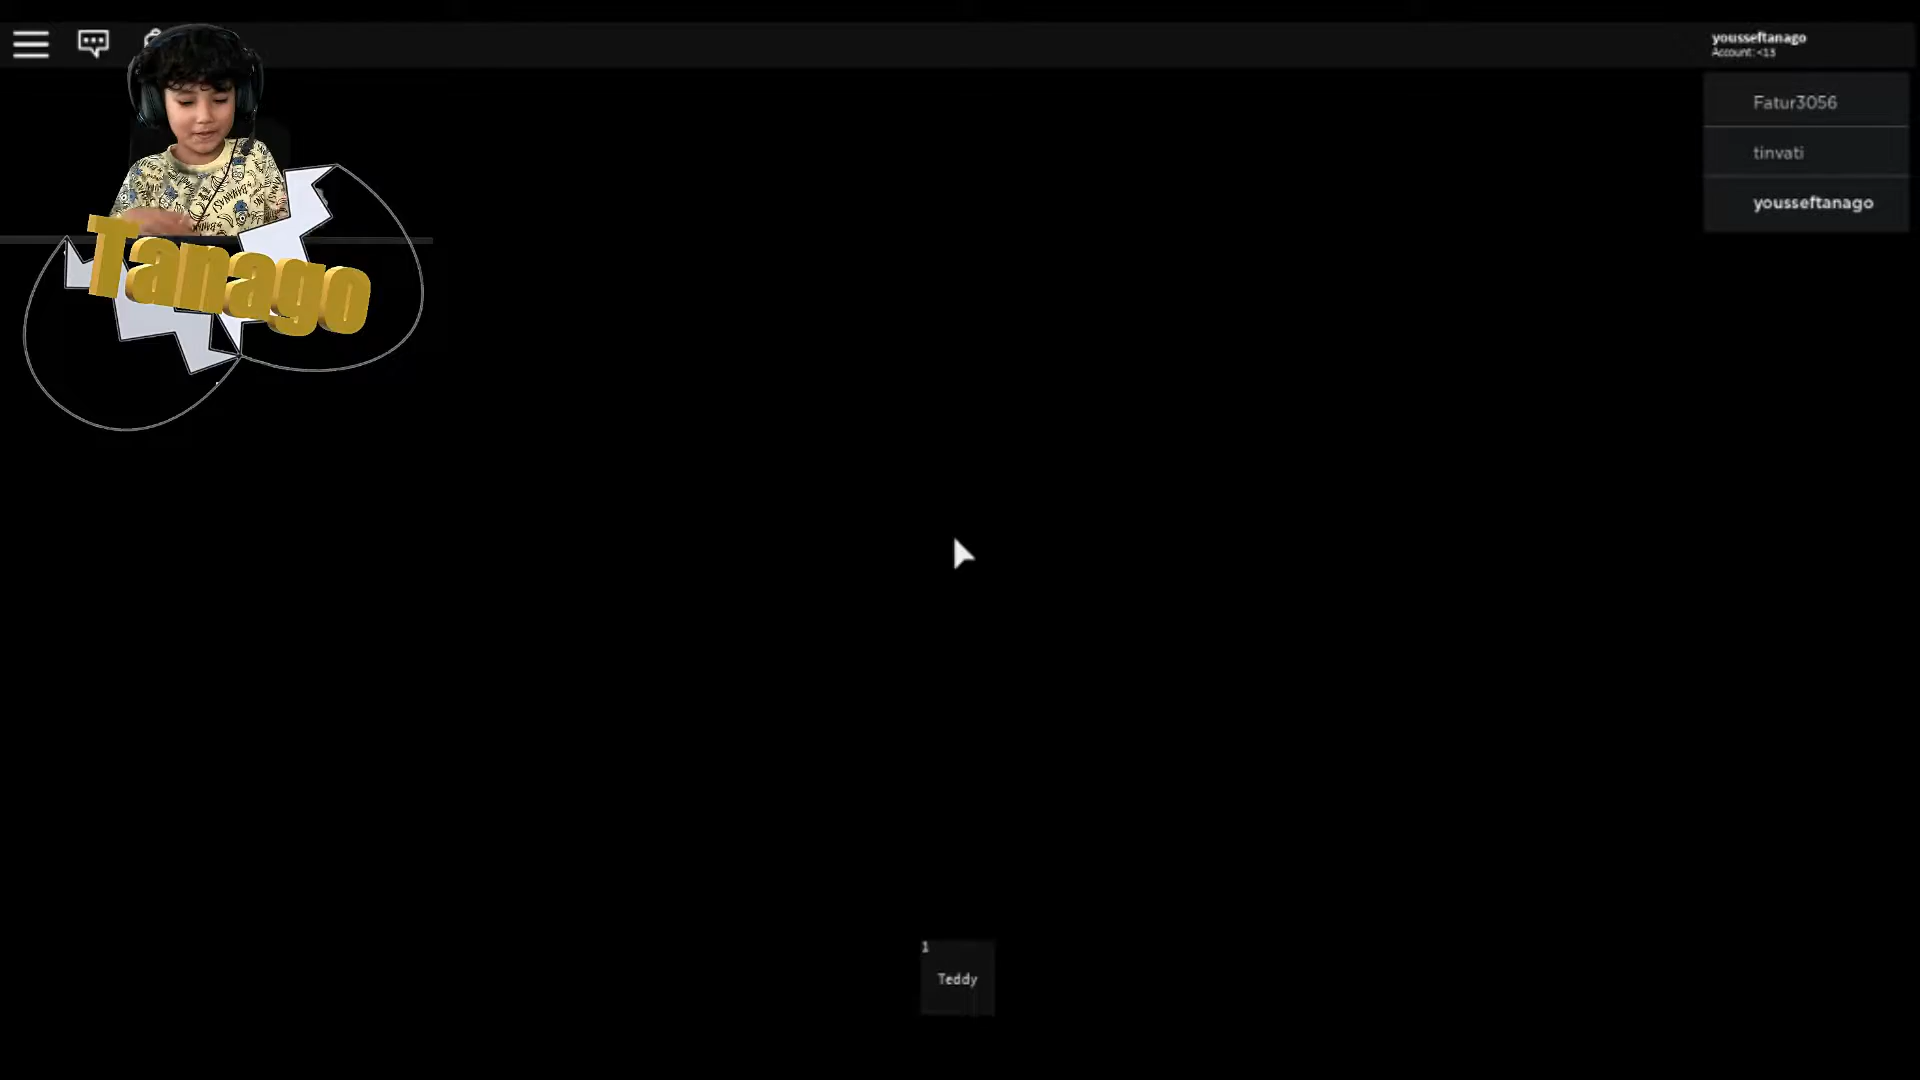 yousseftanago
Account: <13
Fatur3056
tinvati
yousseftanago
Tanago
1
Teddy